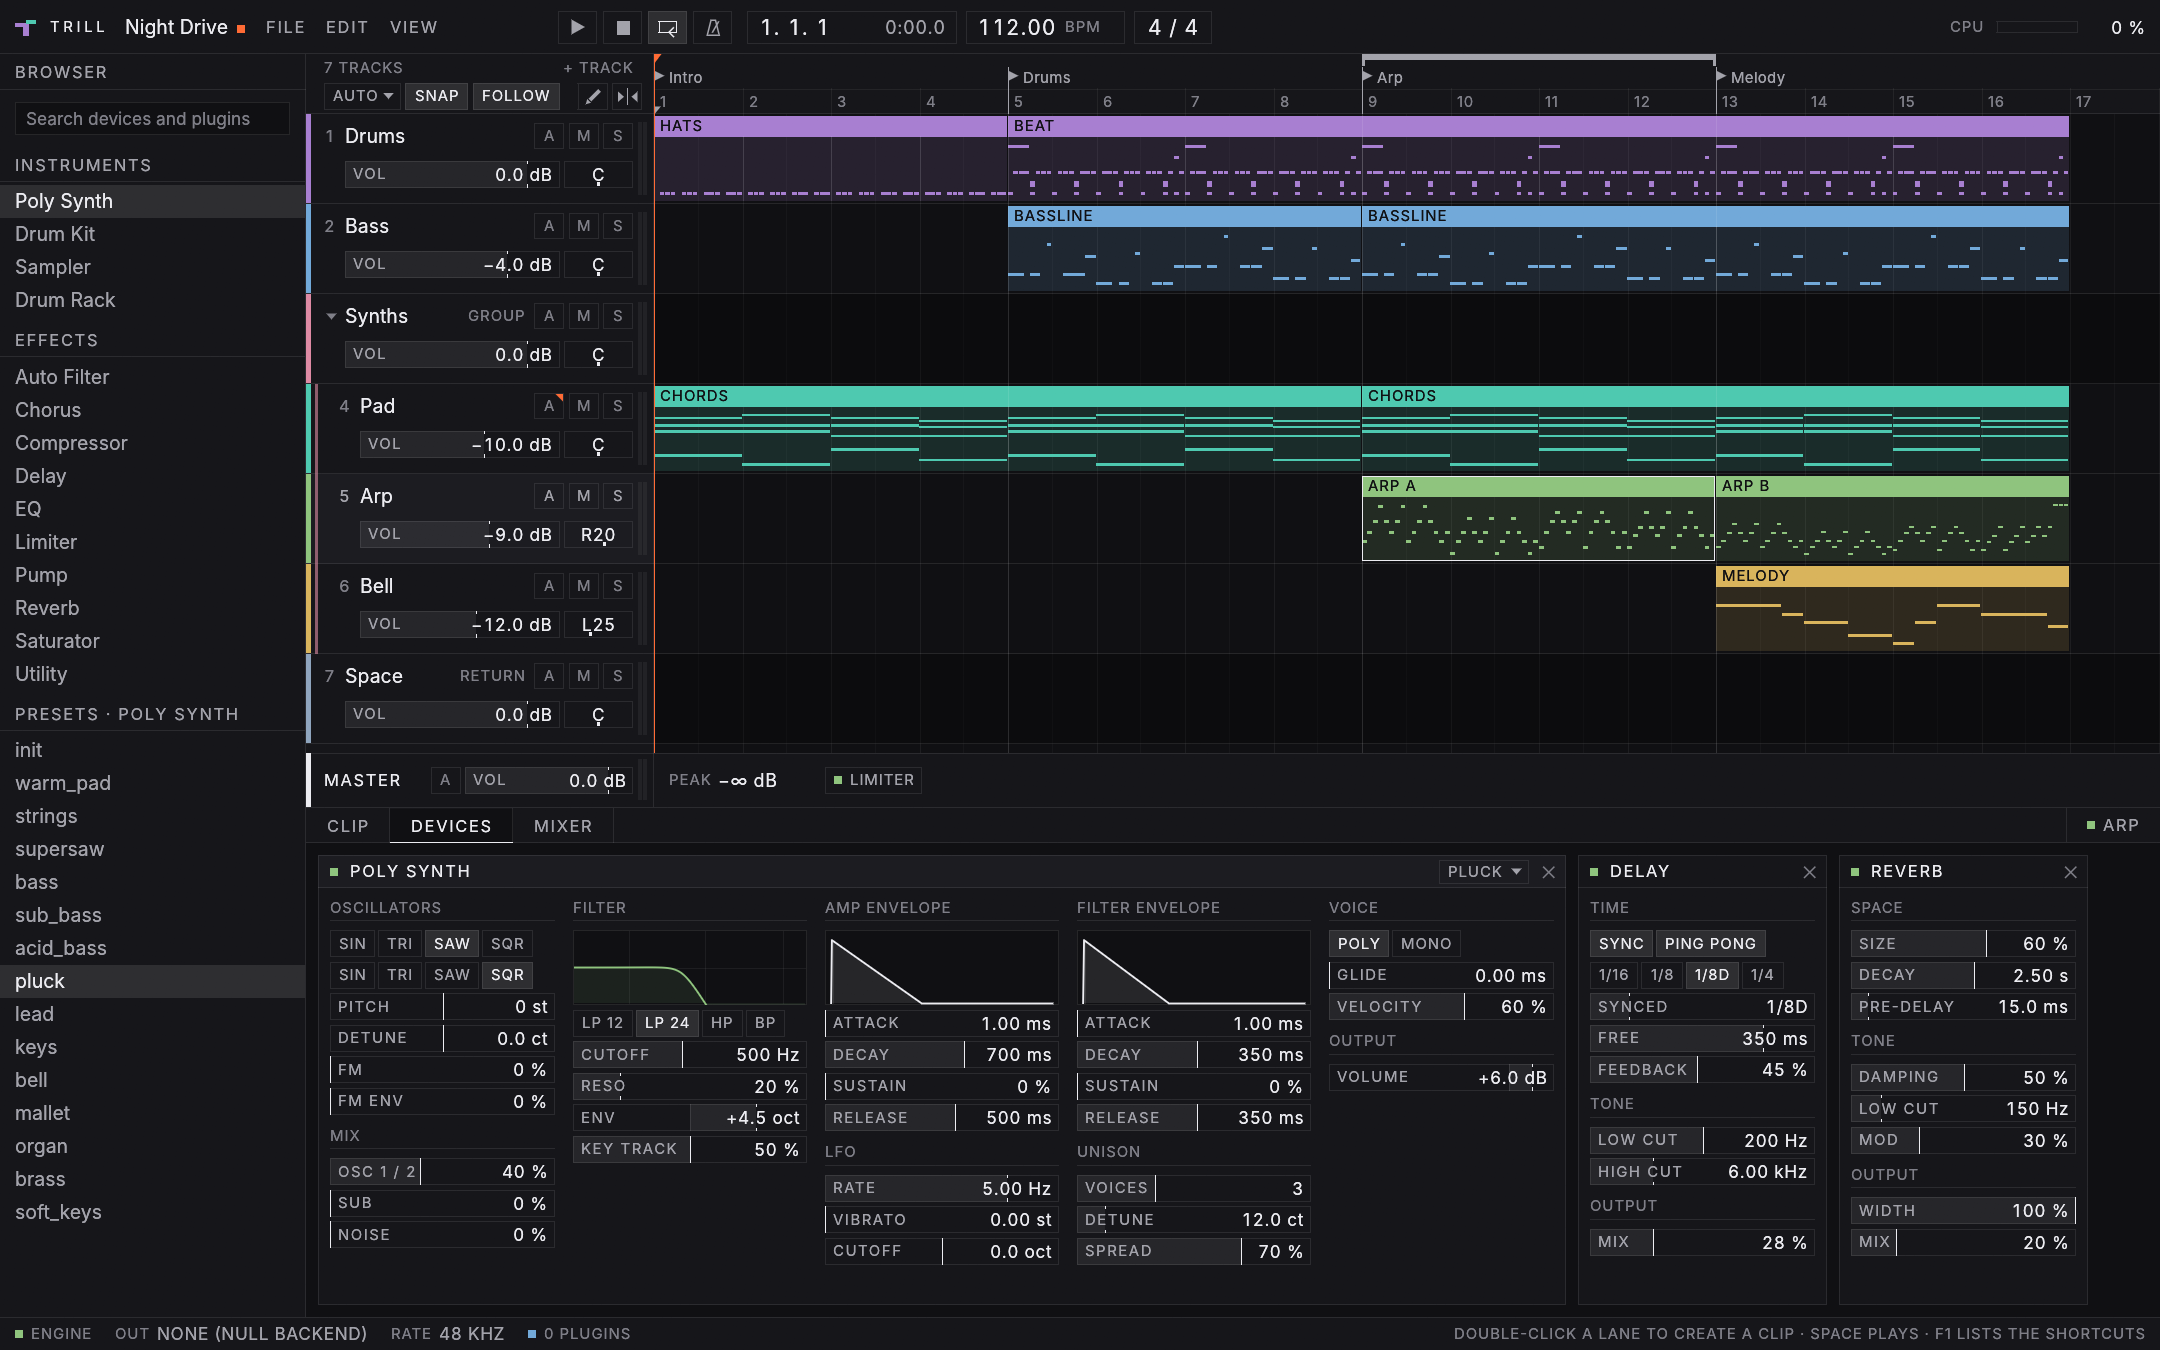 TRILL Night Drive FILE EDIT VIEW 1. 1. 1 0:00.0 112.00 BPM 4 / 4 CPU 0 %
BROWSER
Search devices and plugins
INSTRUMENTS
Poly Synth
Drum Kit
Sampler
Drum Rack
EFFECTS
Auto Filter
Chorus
Compressor
Delay
EQ
Limiter
Pump
Reverb
Saturator
Utility
PRESETS · POLY SYNTH
init
warm_pad
strings
supersaw
bass
sub_bass
acid_bass
pluck
lead
keys
bell
mallet
organ
brass
soft_keys
7 TRACKS + TRACK
AUTO SNAP FOLLOW
Intro Drums Arp Melody
1 2 3 4 5 6 7 8 9 10 11 12 13 14 15 16 17
1 Drums A M S
VOL 0.0 dB C
HATS BEAT
2 Bass A M S
VOL −4.0 dB C
BASSLINE BASSLINE
Synths GROUP A M S
VOL 0.0 dB C
4 Pad A M S
VOL −10.0 dB C
CHORDS CHORDS
5 Arp A M S
VOL −9.0 dB R20
ARP A ARP B
6 Bell A M S
VOL −12.0 dB L25
MELODY
7 Space RETURN A M S
VOL 0.0 dB C
MASTER A VOL 0.0 dB PEAK −∞ dB LIMITER
CLIP DEVICES MIXER ARP
POLY SYNTH PLUCK
OSCILLATORS
SIN TRI SAW SQR
SIN TRI SAW SQR
PITCH 0 st
DETUNE 0.0 ct
FM 0 %
FM ENV 0 %
MIX
OSC 1 / 2 40 %
SUB 0 %
NOISE 0 %
FILTER
LP 12 LP 24 HP BP
CUTOFF 500 Hz
RESO 20 %
ENV +4.5 oct
KEY TRACK 50 %
AMP ENVELOPE
ATTACK 1.00 ms
DECAY 700 ms
SUSTAIN 0 %
RELEASE 500 ms
LFO
RATE 5.00 Hz
VIBRATO 0.00 st
CUTOFF 0.0 oct
FILTER ENVELOPE
ATTACK 1.00 ms
DECAY 350 ms
SUSTAIN 0 %
RELEASE 350 ms
UNISON
VOICES 3
DETUNE 12.0 ct
SPREAD 70 %
VOICE
POLY MONO
GLIDE 0.00 ms
VELOCITY 60 %
OUTPUT
VOLUME +6.0 dB
DELAY
TIME
SYNC PING PONG
1/16 1/8 1/8D 1/4
SYNCED 1/8D
FREE 350 ms
FEEDBACK 45 %
TONE
LOW CUT 200 Hz
HIGH CUT 6.00 kHz
OUTPUT
MIX 28 %
REVERB
SPACE
SIZE 60 %
DECAY 2.50 s
PRE-DELAY 15.0 ms
TONE
DAMPING 50 %
LOW CUT 150 Hz
MOD 30 %
OUTPUT
WIDTH 100 %
MIX 20 %
ENGINE OUT NONE (NULL BACKEND) RATE 48 KHZ 0 PLUGINS DOUBLE-CLICK A LANE TO CREATE A CLIP · SPACE PLAYS · F1 LISTS THE SHORTCUTS